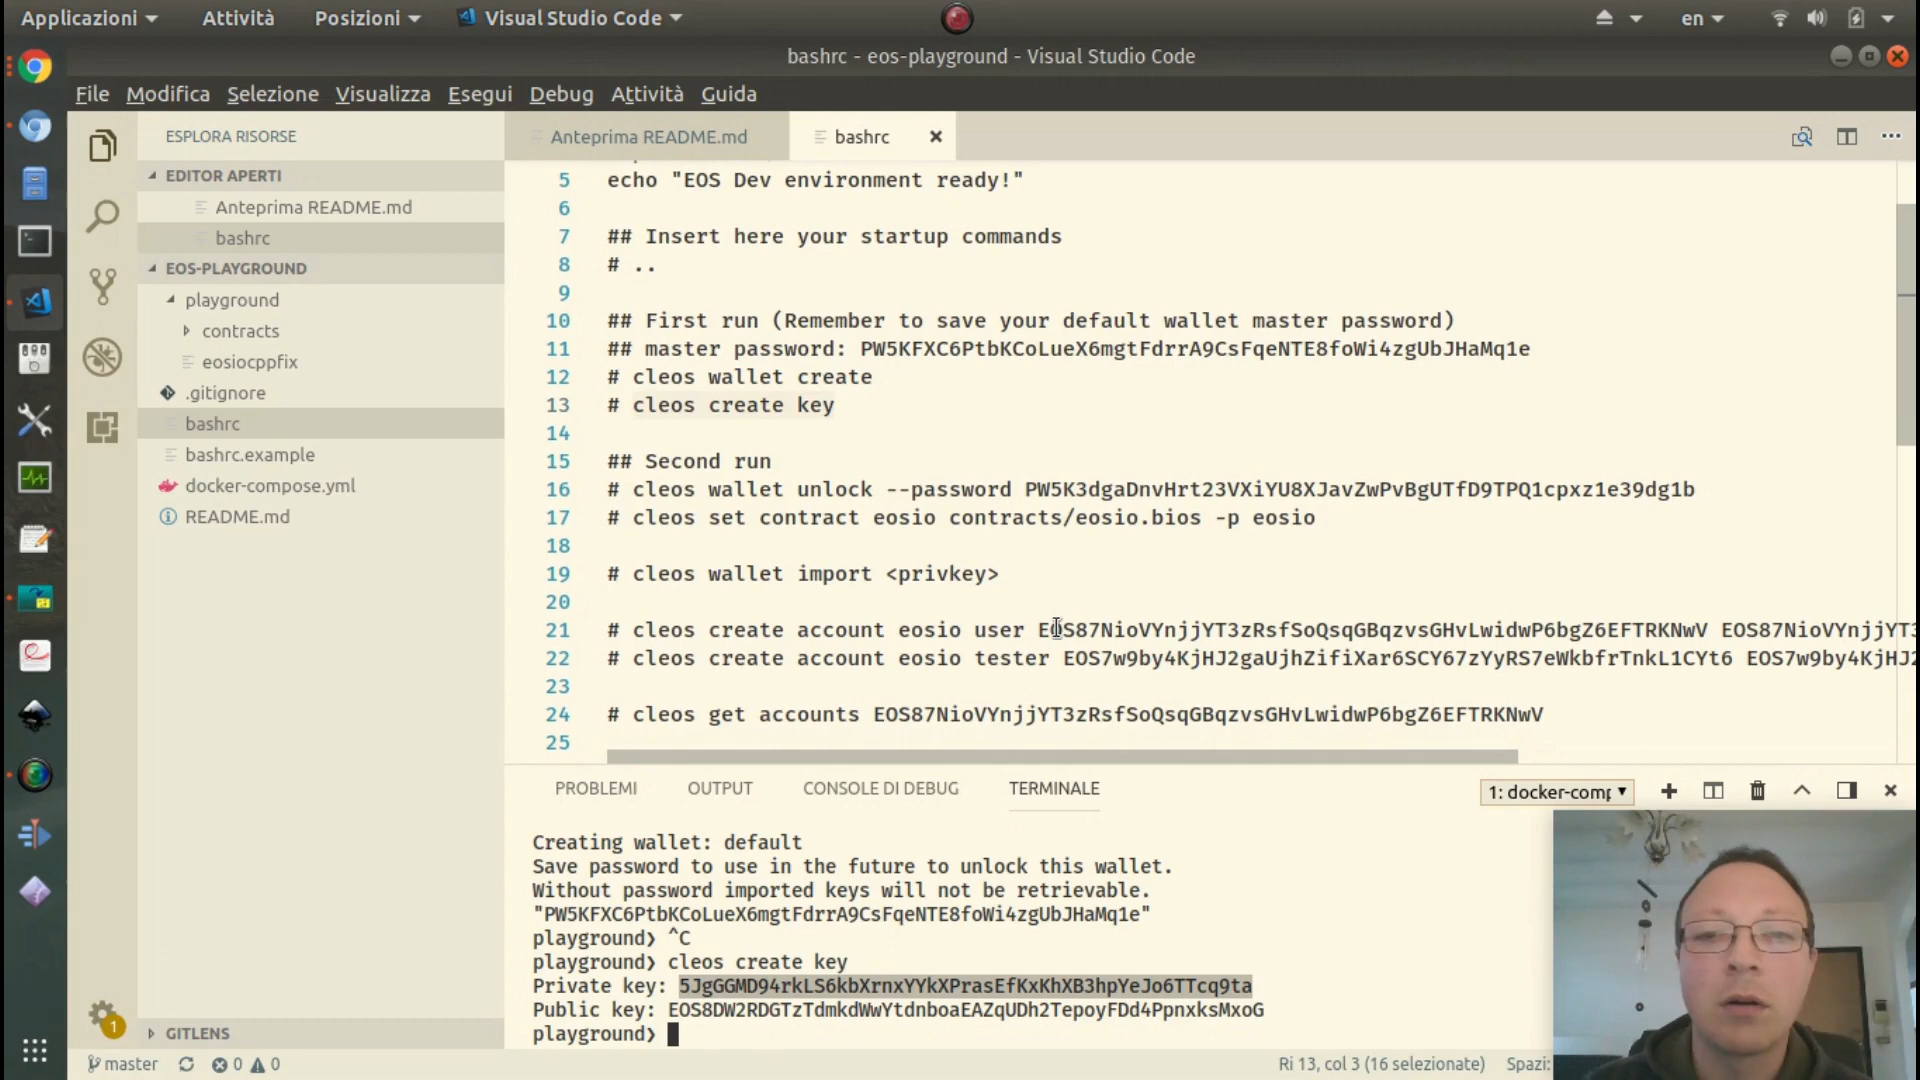 Applicazioni Attività Posizioni Visual Studio Code en
bashrc - eos-playground - Visual Studio Code
File Modifica Selezione Visualizza Esegui Debug Attività Guida
ESPLORA RISORSE
EDITOR APERTI
Anteprima README.md
bashrc
EOS-PLAYGROUND
playground
contracts
eosiocppfix
.gitignore
bashrc
bashrc.example
docker-compose.yml
README.md
GITLENS
Anteprima README.md bashrc
5 echo "EOS Dev environment ready!"
6
7 ## Insert here your startup commands
8 # ..
9
10 ## First run (Remember to save your default wallet master password)
11 ## master password: PW5KFXC6PtbKCoLueX6mgtFdrrA9CsFqeNTE8foWi4zgUbJHaMq1e
12 # cleos wallet create
13 # cleos create key
14
15 ## Second run
16 # cleos wallet unlock --password PW5K3dgaDnvHrt23VXiYU8XJavZwPvBgUTfD9TPQ1cpxz1e39dg1b
17 # cleos set contract eosio contracts/eosio.bios -p eosio
18
19 # cleos wallet import <privkey>
20
21 # cleos create account eosio user EOS87NioVYnjjYT3zRsfSoQsqGBqzvsGHvLwidwP6bgZ6EFTRKNwV EOS87NioVYnjjYT3
22 # cleos create account eosio tester EOS7w9by4KjHJ2gaUjhZifiXar6SCY67zYyRS7eWkbfrTnkL1CYt6 EOS7w9by4KjHJ2
23
24 # cleos get accounts EOS87NioVYnjjYT3zRsfSoQsqGBqzvsGHvLwidwP6bgZ6EFTRKNwV
25
PROBLEMI OUTPUT CONSOLE DI DEBUG TERMINALE 1: docker-comp
Creating wallet: default
Save password to use in the future to unlock this wallet.
Without password imported keys will not be retrievable.
"PW5KFXC6PtbKCoLueX6mgtFdrrA9CsFqeNTE8foWi4zgUbJHaMq1e"
playground❯ ^C
playground❯ cleos create key
Private key: 5JgGGMD94rkLS6kbXrnxYYkXPrasEfKxKhXB3hpYeJo6TTcq9ta
Public key: EOS8DW2RDGTzTdmkdWwYtdnboaEAZqUDh2TepoyFDd4PpnxksMxoG
playground❯
1
master 0 0 Ri 13, col 3 (16 selezionate) Spazi: